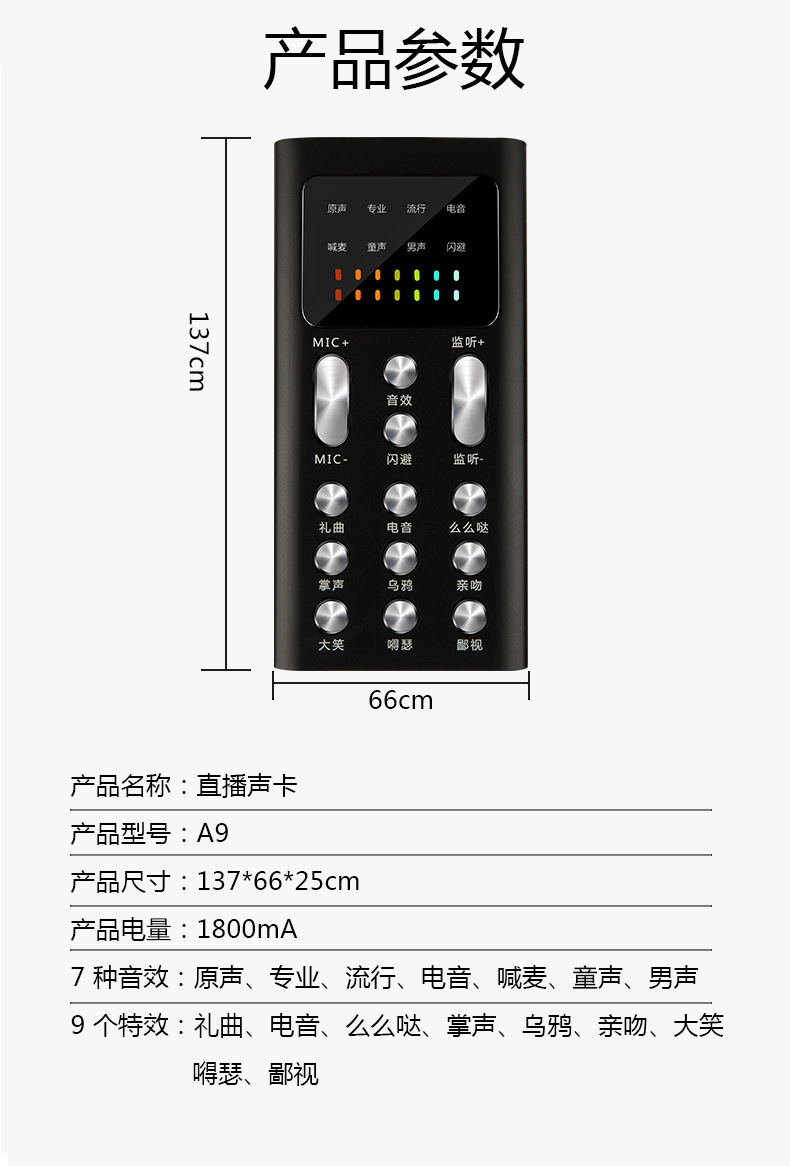 产品参数
原声 专业 流行 电音
喊麦 童声 男声 闪避
137cm
MIC+ 监听+
音效
MIC- 闪避 监听-
礼曲 电音 么么哒
掌声 乌鸦 亲吻
大笑 嘚瑟 鄙视
66cm
产品名称：直播声卡
产品型号：A9
产品尺寸：137*66*25cm
产品电量：1800mA
7 种音效：原声、专业、流行、电音、喊麦、童声、男声
9 个特效：礼曲、电音、么么哒、掌声、乌鸦、亲吻、大笑
嘚瑟、鄙视